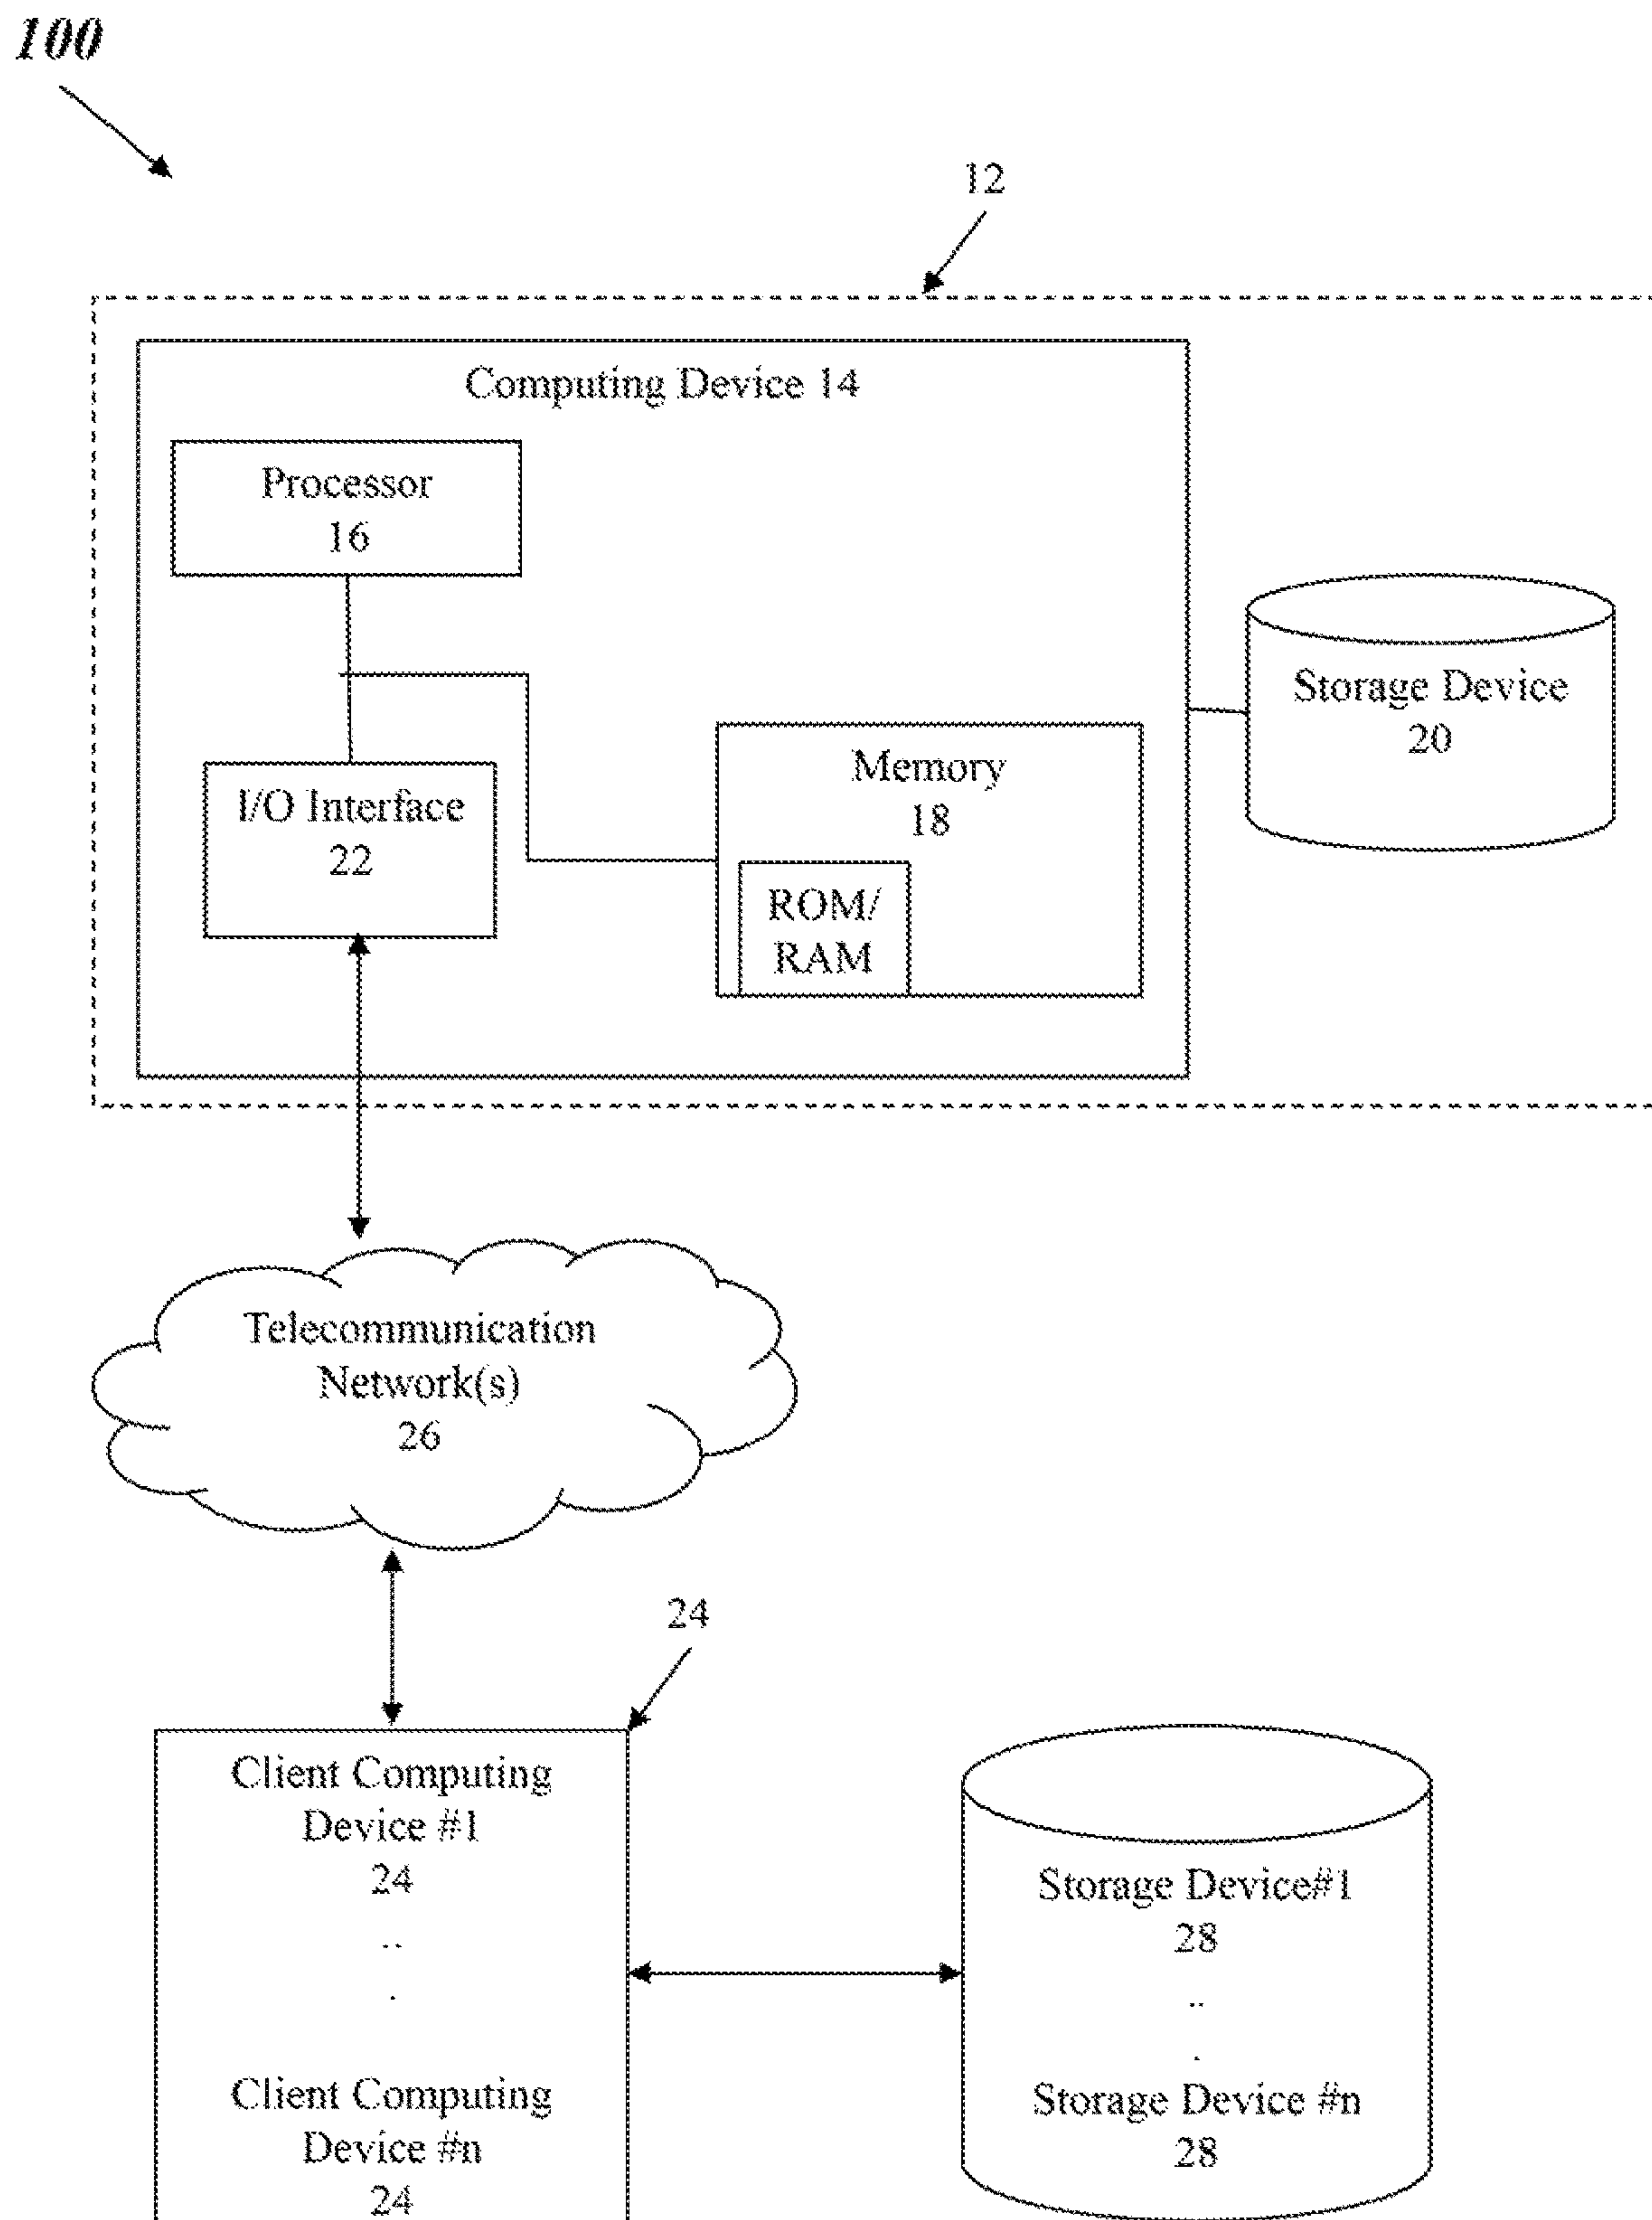 100
12
Computing Device 14
Processor
16
Storage Device
20
Memory
18
I/O Interface
22
ROM/
RAM
Telecommunication
Network(s)
26
24
Client Computing
Device #1
24
..
.
Client Computing
Device #n
24
Storage Device#1
28
..
.
Storage Device #n
28